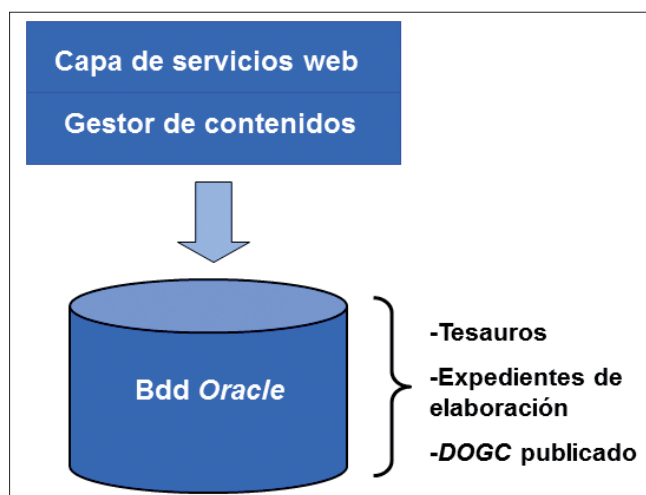 Capa de servicios web
Gestor de contenidos
Bdd Oracle
-Tesauros
-Expedientes de
elaboración
-DOGC publicado